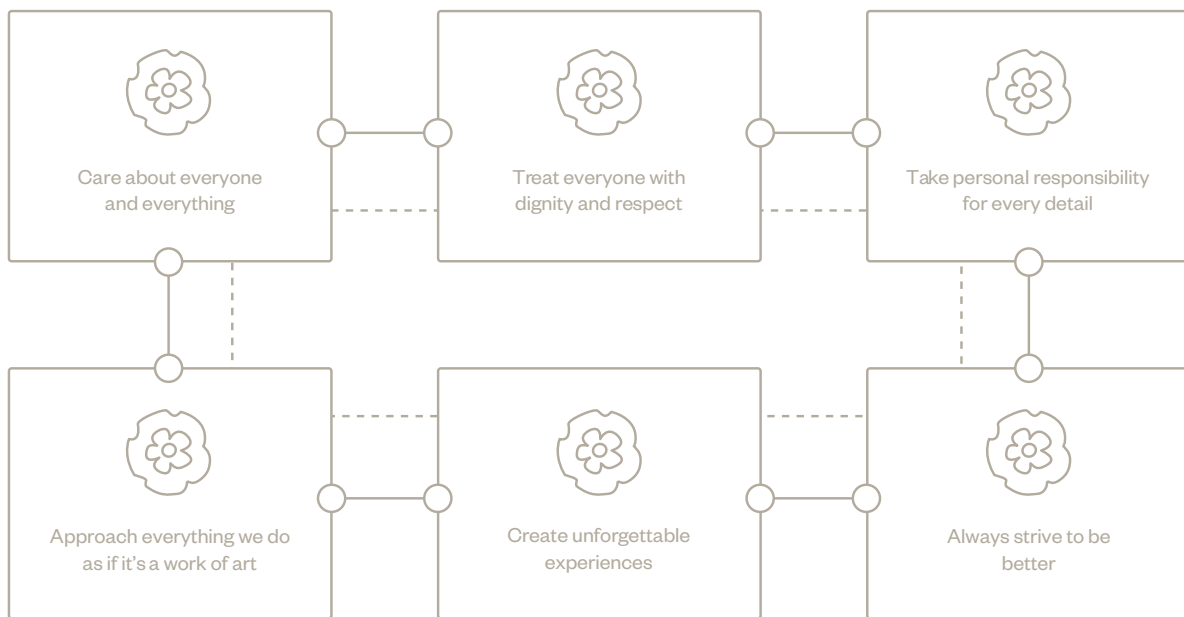 Care about everyone
and everything
Treat everyone with
dignity and respect
Take personal responsibility
for every detail
Approach everything we do
as if it's a work of art
Create unforgettable
experiences
Always strive to be
better